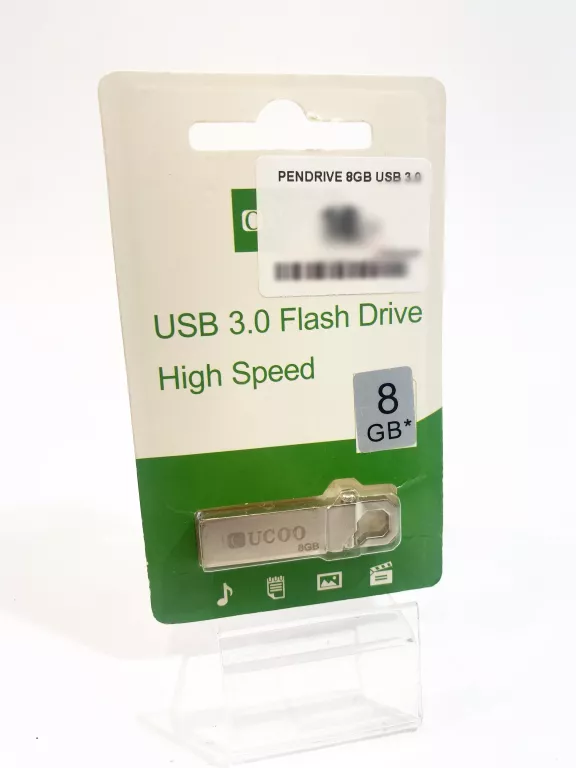 PENDRIVE 8GB USB 3.0
USB 3.0 Flash Drive
High Speed
8
GB*
UCOO
8GB